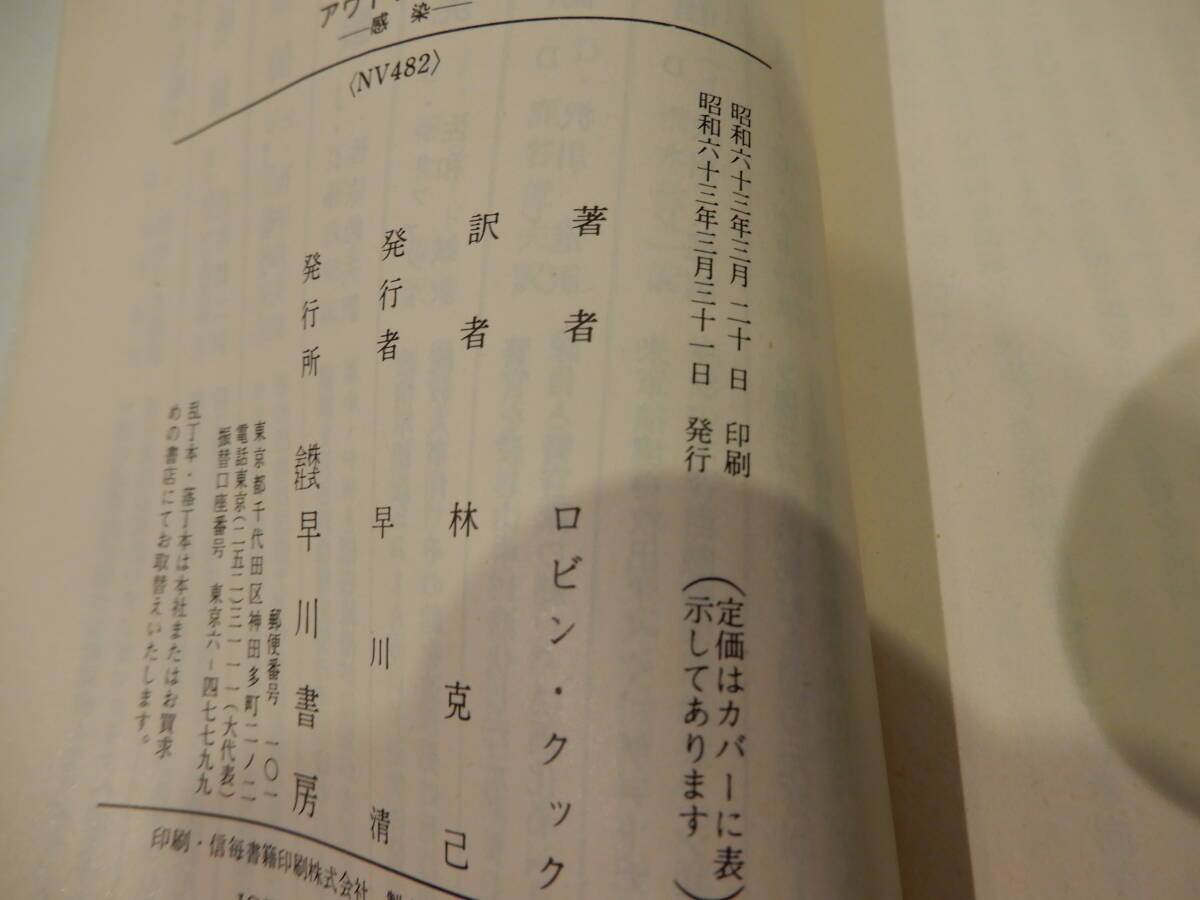 アウト
―感 染―
〈NV482〉
昭和六十三年三月 二十 日 印刷
昭和六十三年三月三十一日 発行
（定価はカバーに表
示してあります）
著者 ロビン・クック
訳者 林克己
発行者 早川清
発行所 株式会社 早川書房
郵便番号 一〇一
東京都千代田区神田多町二ノ二
電話東京(二五二)三一一一(大代表)
振替口座番号 東京六-四七七九九
乱丁本・落丁本は本社またはお買求
めの書店にてお取替えいたします。
印刷・信毎書籍印刷株式会社